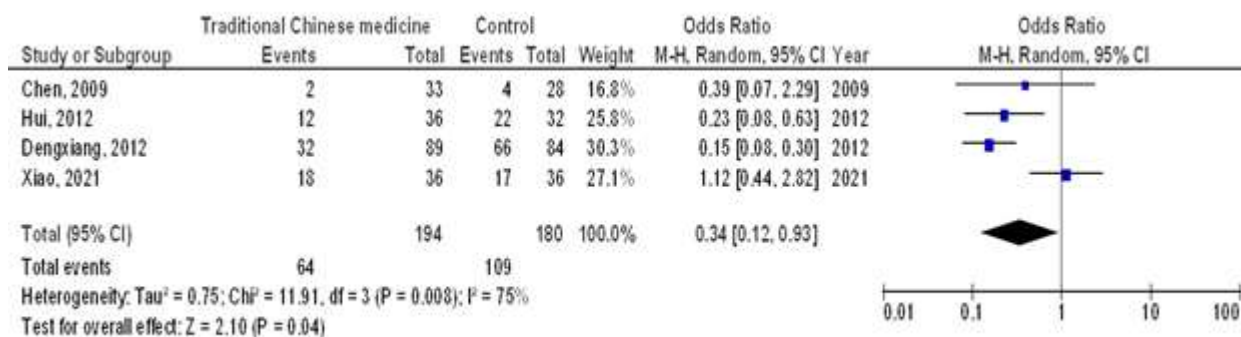 Traditional Chinese medicine Control Odds Ratio Odds Ratio
Study or Subgroup Events Total Events Total Weight M-H, Random, 95% CI Year M-H, Random, 95% CI
Chen, 2009 2 33 4 28 16.8% 0.39 [0.07, 2.29] 2009
Hui, 2012 12 36 22 32 25.8% 0.23 [0.08, 0.63] 2012
Dengxiang, 2012 32 89 66 84 30.3% 0.15 [0.08, 0.30] 2012
Xiao, 2021 18 36 17 36 27.1% 1.12 [0.44, 2.82] 2021
Total (95% CI) 194 180 100.0% 0.34 [0.12, 0.93]
Total events 64 109
Heterogeneity: Tau² = 0.75; Chi² = 11.91, df = 3 (P = 0.008); I² = 75%
Test for overall effect: Z = 2.10 (P = 0.04)
0.01 0.1 1 10 100